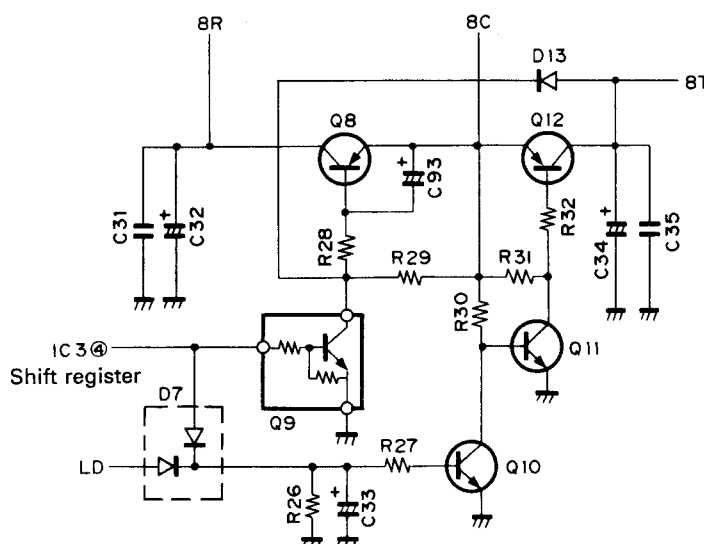 8R
8C
D13
8T
Q8
Q12
+
C93
C31
+
C32
R28
R32
+
C34
C35
R29
R31
R30
Q11
IC3④
Shift register
D7
Q9
LD
R27
Q10
R26
+
C33